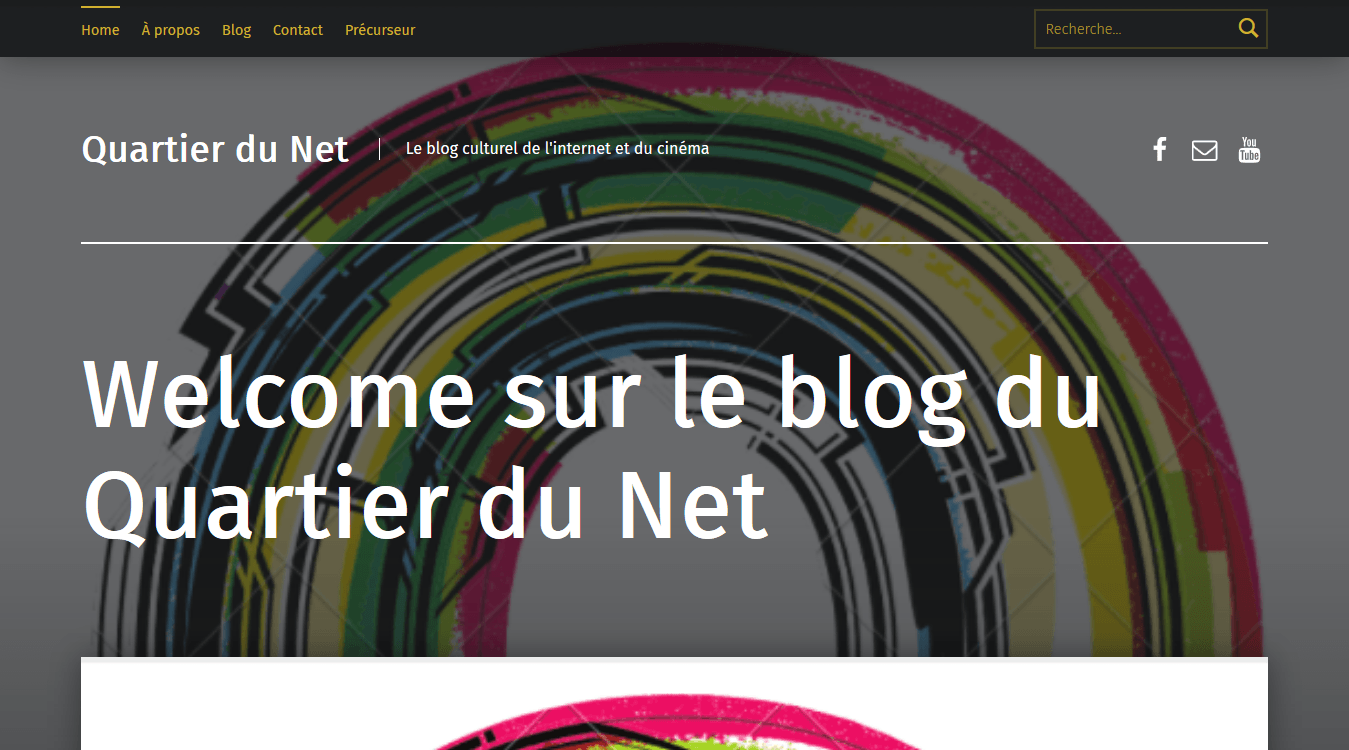 Home À propos Blog Contact Précurseur Recherche...
Quartier du Net Le blog culturel de l'internet et du cinéma You Tube
Welcome sur le blog du
Quartier du Net